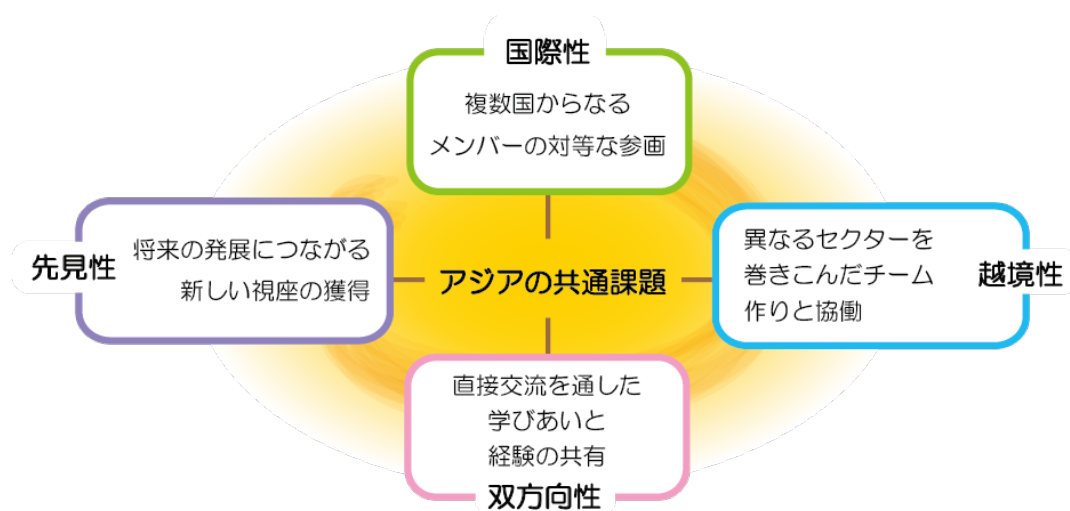 国際性
複数国からなる
メンバーの対等な参画
先見性
将来の発展につながる
新しい視座の獲得
アジアの共通課題
異なるセクターを
巻きこんだチーム
作りと協働
越境性
直接交流を通した
学びあいと
経験の共有
双方向性